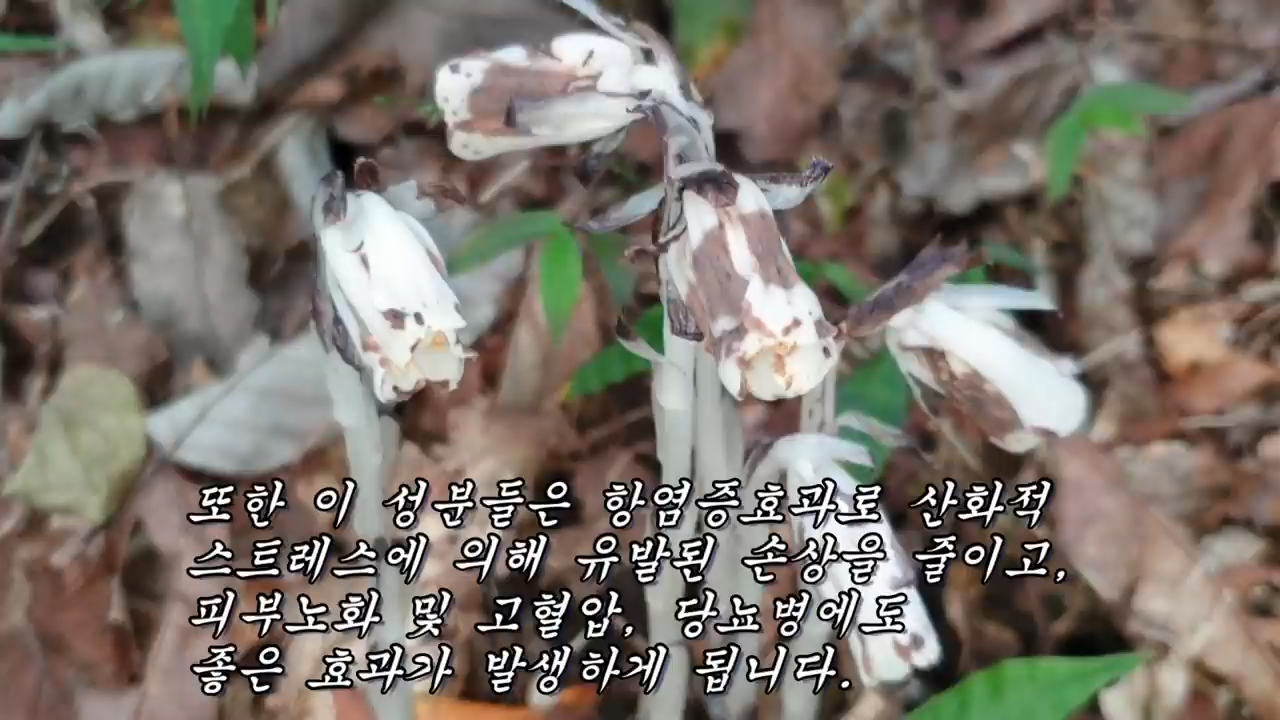 또한 이 성분들은 항염증효과로 산화적
스트레스에 의해 유발된 손상을 줄이고,
피부노화 및 고혈압, 당뇨병에도
좋은 효과가 발생하게 됩니다.